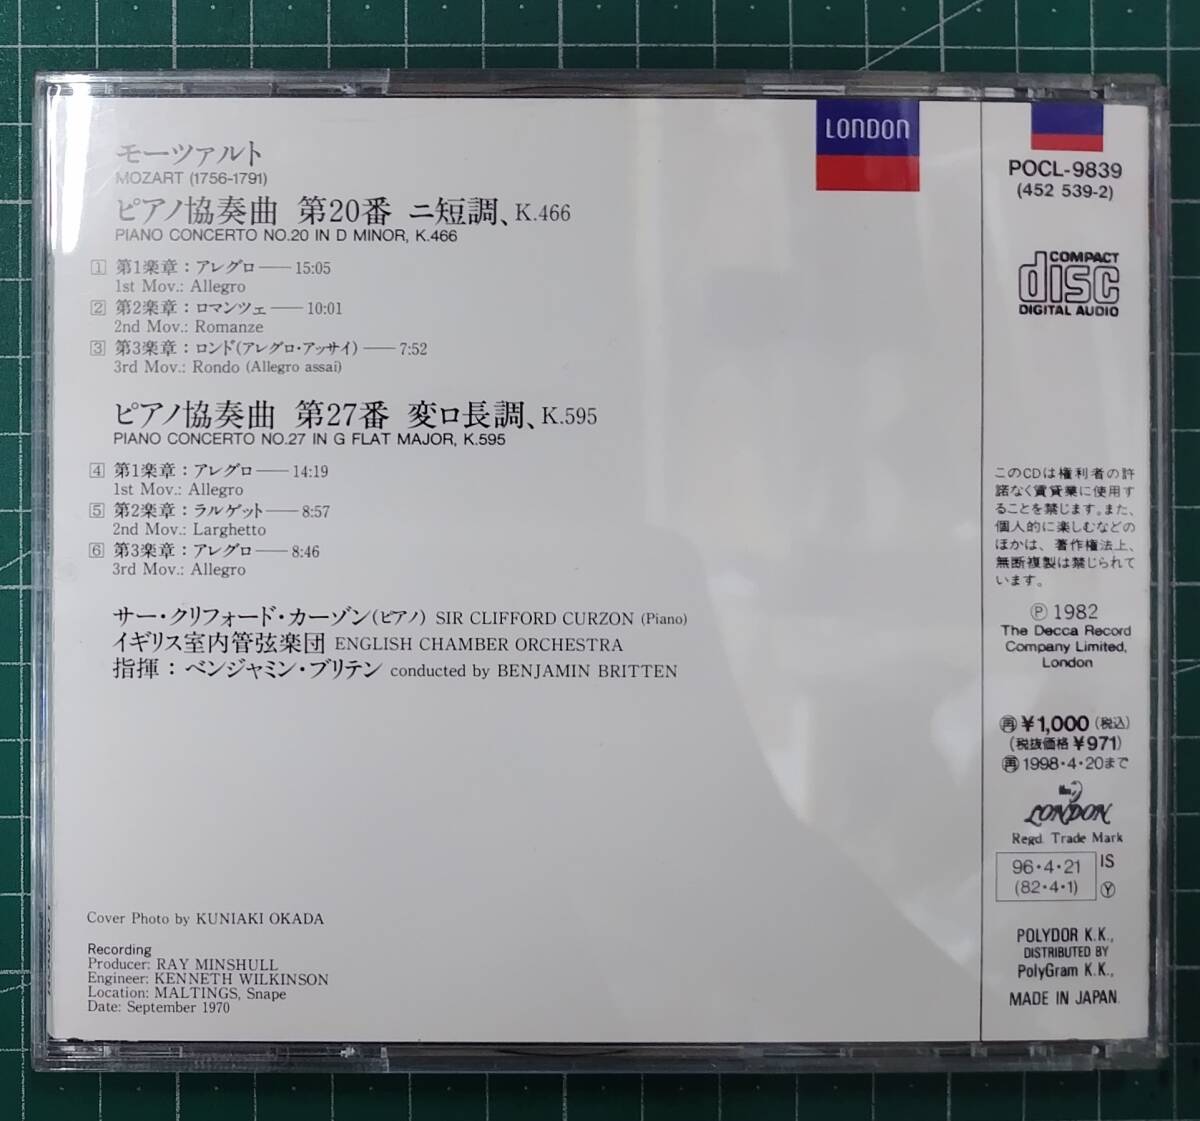 モーツァルト
MOZART (1756-1791)
ピアノ協奏曲 第20番 ニ短調、K.466
PIANO CONCERTO NO.20 IN D MINOR, K.466
1 第1楽章：アレグロ——15:05
1st Mov.: Allegro
2 第2楽章：ロマンツェ——10:01
2nd Mov.: Romanze
3 第3楽章：ロンド(アレグロ・アッサイ)——7:52
3rd Mov.: Rondo (Allegro assai)
ピアノ協奏曲 第27番 変ロ長調、K.595
PIANO CONCERTO NO.27 IN G FLAT MAJOR, K.595
4 第1楽章：アレグロ——14:19
1st Mov.: Allegro
5 第2楽章：ラルゲット——8:57
2nd Mov.: Larghetto
6 第3楽章：アレグロ——8:46
3rd Mov.: Allegro
サー・クリフォード・カーゾン(ピアノ) SIR CLIFFORD CURZON (Piano)
イギリス室内管弦楽団 ENGLISH CHAMBER ORCHESTRA
指揮：ベンジャミン・ブリテン conducted by BENJAMIN BRITTEN
Cover Photo by KUNIAKI OKADA
Recording
Producer: RAY MINSHULL
Engineer: KENNETH WILKINSON
Location: MALTINGS, Snape
Date: September 1970
LONDON
POCL-9839
(452 539-2)
COMPACT
disc
DIGITAL AUDIO
このCDは権利者の許
諾なく賃貸業に使用す
ることを禁じます。また、
個人的に楽しむなどの
ほかは、著作権法上、
無断複製は禁じられて
います。
Ⓟ 1982
The Decca Record
Company Limited,
London
再 ¥1,000 (税込)
(税抜価格 ¥971)
再 1998・4・20まで
LONDON
Regd. Trade Mark
96・4・21 IS
(82・4・1) Ⓨ
POLYDOR K.K.,
DISTRIBUTED BY
PolyGram K.K.,
MADE IN JAPAN.